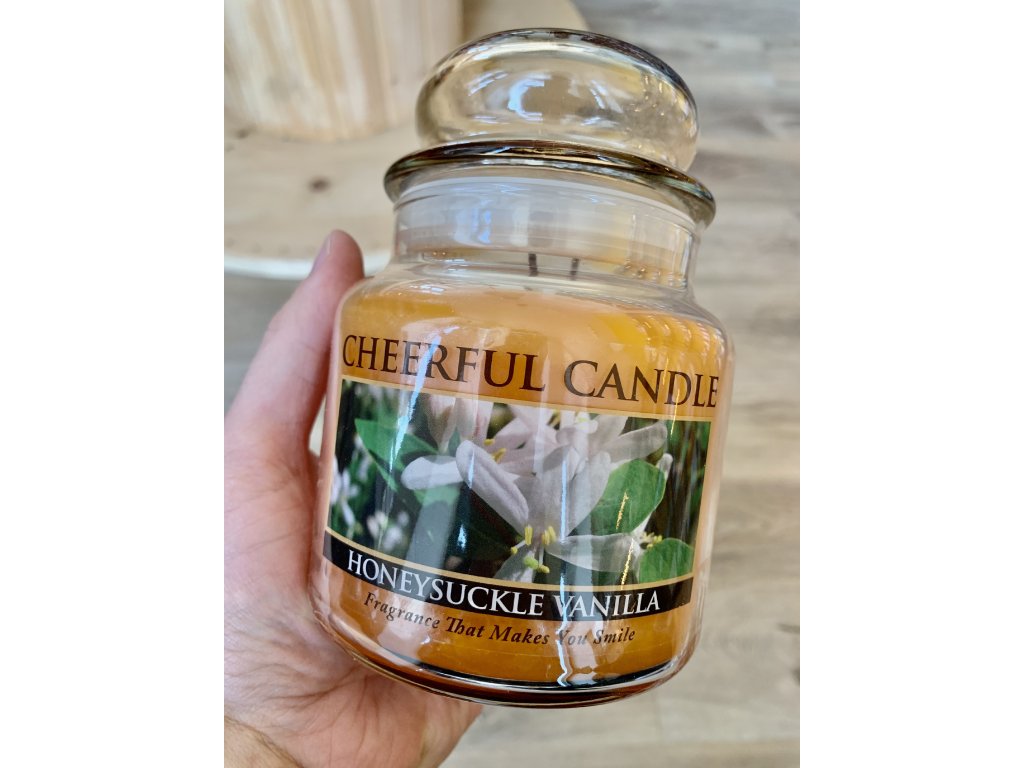 CHEERFUL CANDLE
HONEYSUCKLE VANILLA
Fragrance That Makes You Smile